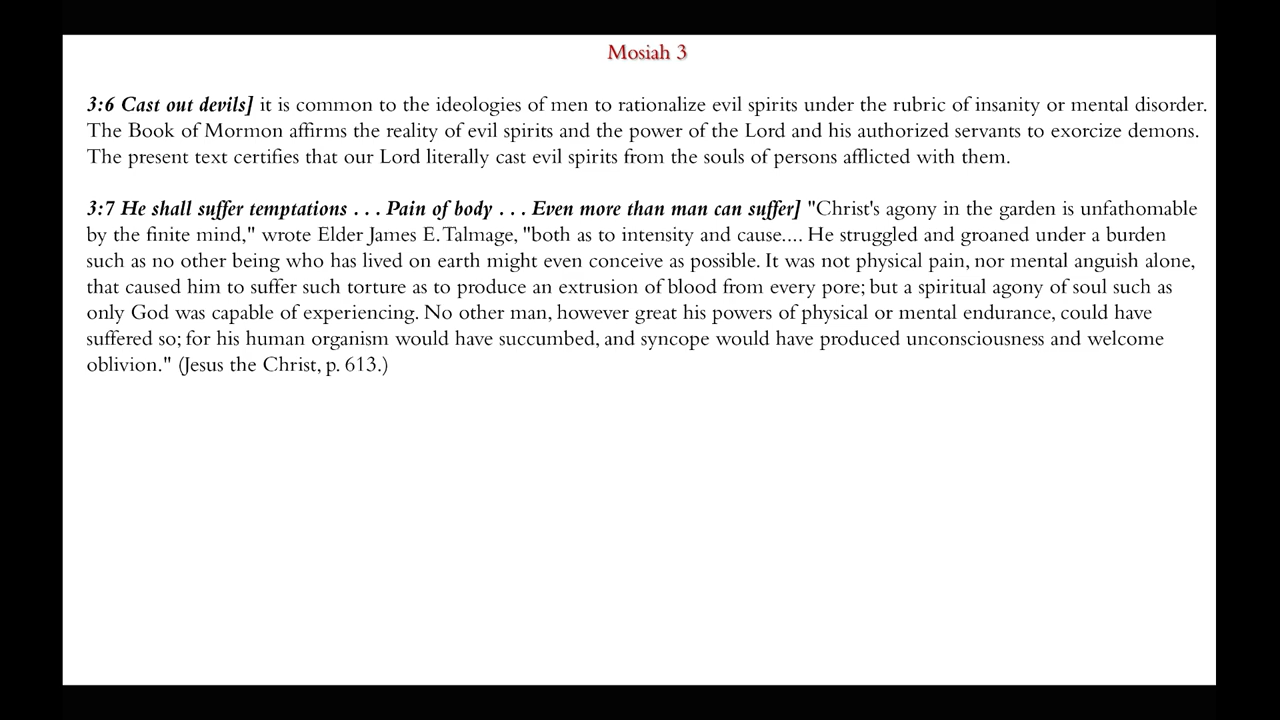 Mosiah 3
3:6 Cast out devils] it is common to the ideologies of men to rationalize evil spirits under the rubric of insanity or mental disorder.
The Book of Mormon affirms the reality of evil spirits and the power of the Lord and his authorized servants to exorcize demons.
The present text certifies that our Lord literally cast evil spirits from the souls of persons afflicted with them.
3:7 He shall suffer temptations . . . Pain of body . . . Even more than man can suffer] "Christ's agony in the garden is unfathomable
by the finite mind," wrote Elder James E. Talmage, "both as to intensity and cause.... He struggled and groaned under a burden
such as no other being who has lived on earth might even conceive as possible. It was not physical pain, nor mental anguish alone,
that caused him to suffer such torture as to produce an extrusion of blood from every pore; but a spiritual agony of soul such as
only God was capable of experiencing. No other man, however great his powers of physical or mental endurance, could have
suffered so; for his human organism would have succumbed, and syncope would have produced unconsciousness and welcome
oblivion." (Jesus the Christ, p. 613.)